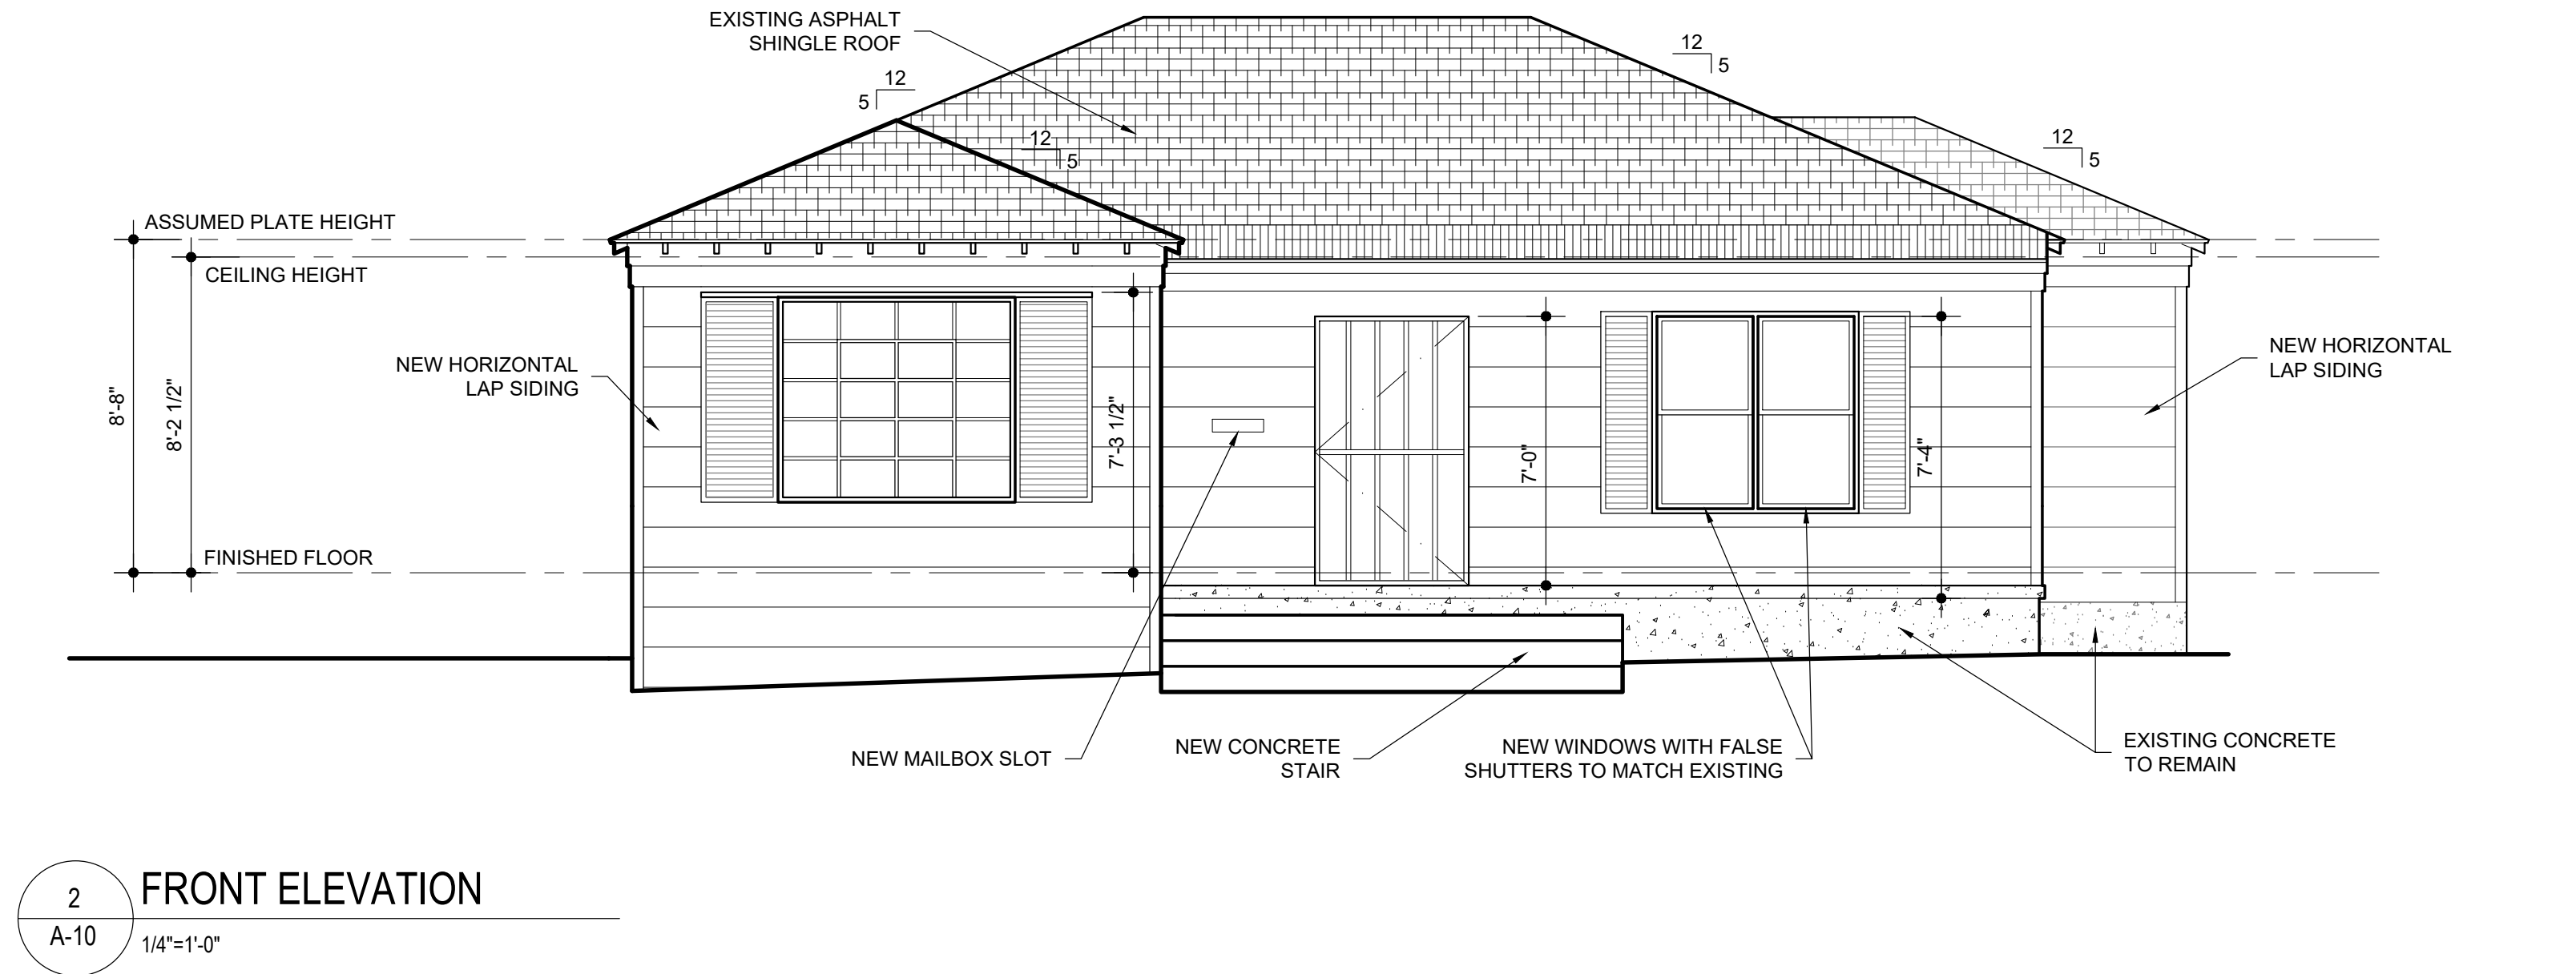 EXISTING ASPHALT
SHINGLE ROOF
12
5
12
5
12
5
12
5
ASSUMED PLATE HEIGHT
CEILING HEIGHT
8'-8"
8'-2 1/2"
FINISHED FLOOR
NEW HORIZONTAL
LAP SIDING
7'-3 1/2"
7'-0"
7'-4"
NEW HORIZONTAL
LAP SIDING
NEW MAILBOX SLOT
NEW CONCRETE
STAIR
NEW WINDOWS WITH FALSE
SHUTTERS TO MATCH EXISTING
EXISTING CONCRETE
TO REMAIN
2
A-10
FRONT ELEVATION
1/4"=1'-0"